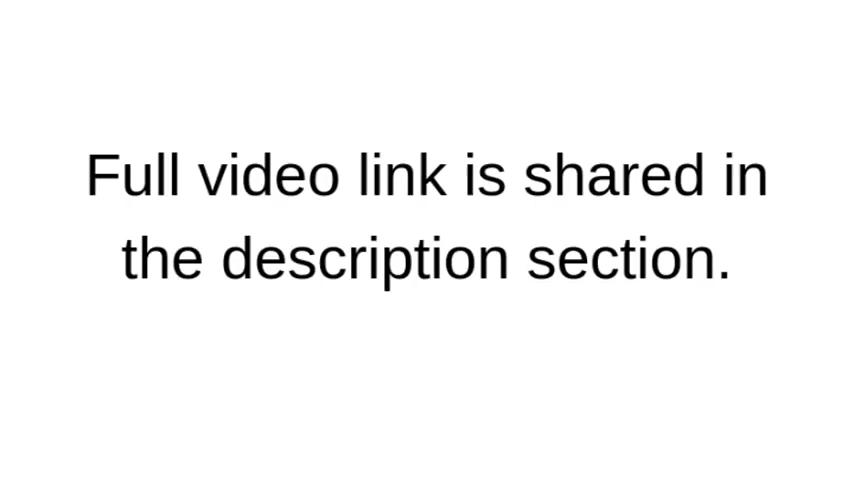 Full video link is shared in
the description section.